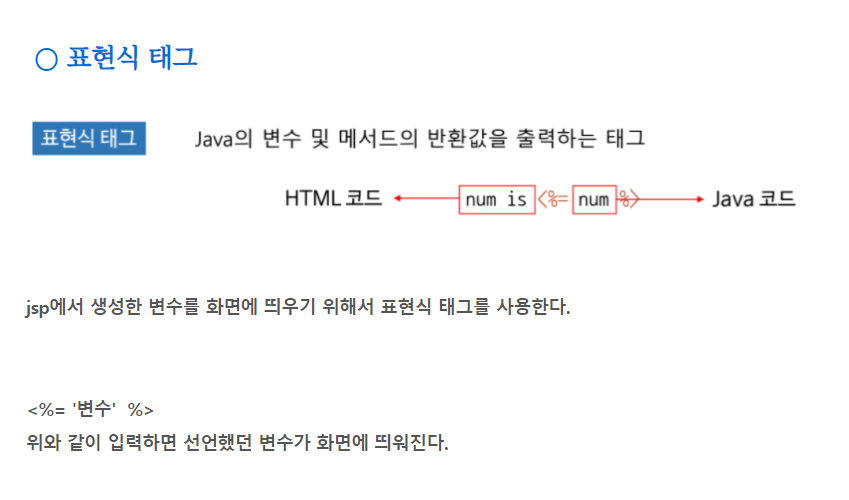 ○ 표현식 태그
표현식 태그 Java의 변수 및 메서드의 반환값을 출력하는 태그
HTML 코드 num is <%= num %> Java 코드
jsp에서 생성한 변수를 화면에 띄우기 위해서 표현식 태그를 사용한다.
<%= '변수' %>
위와 같이 입력하면 선언했던 변수가 화면에 띄워진다.